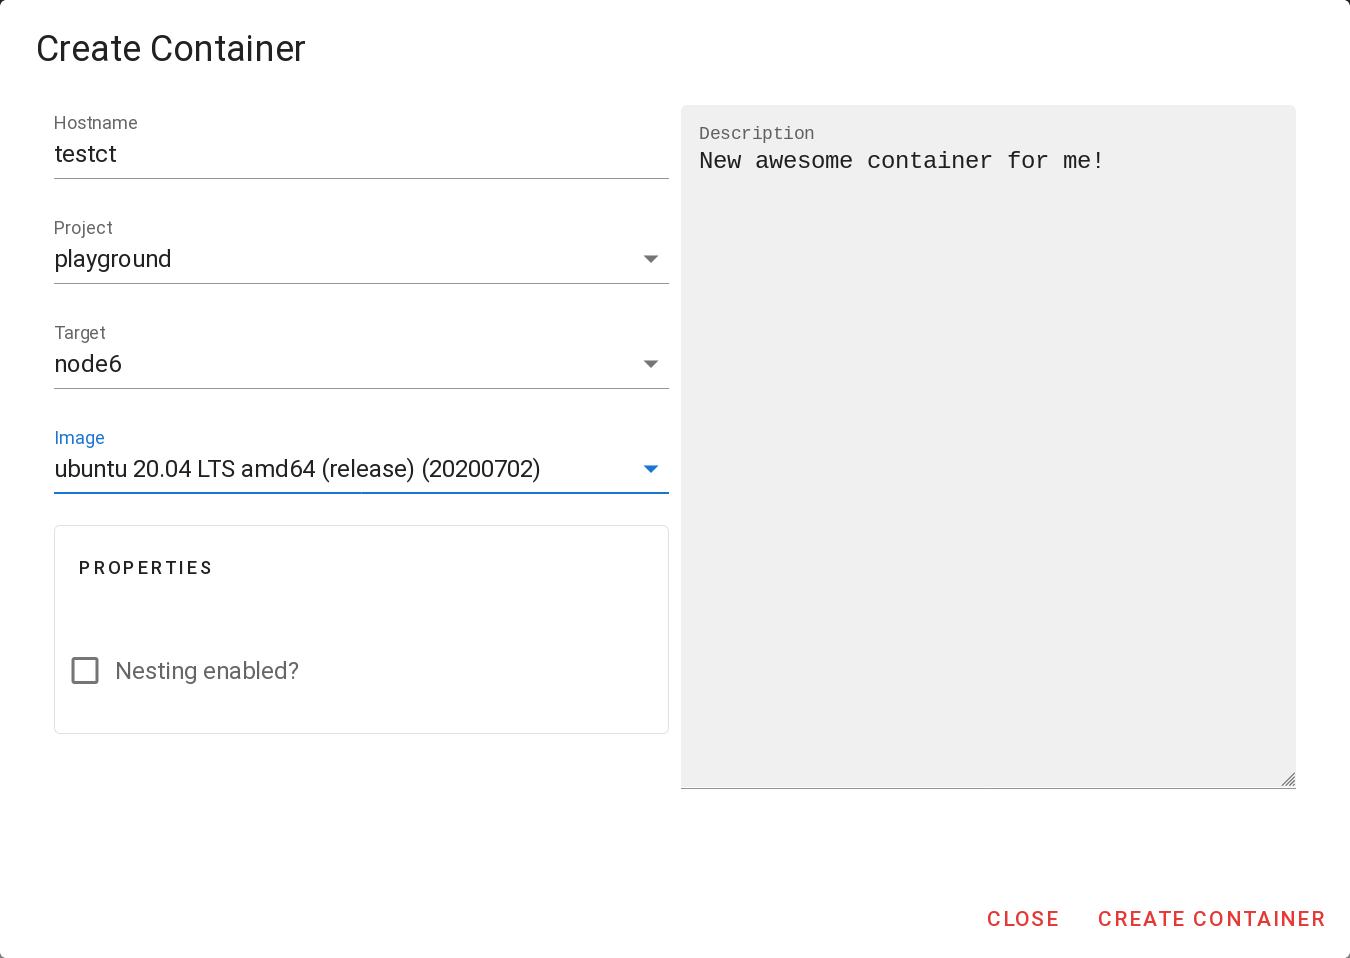 Create Container
Hostname
testct
Project
playground
Target
node6
Image
ubuntu 20.04 LTS amd64 (release) (20200702)
PROPERTIES
Nesting enabled?
Description
New awesome container for me!
CLOSE CREATE CONTAINER